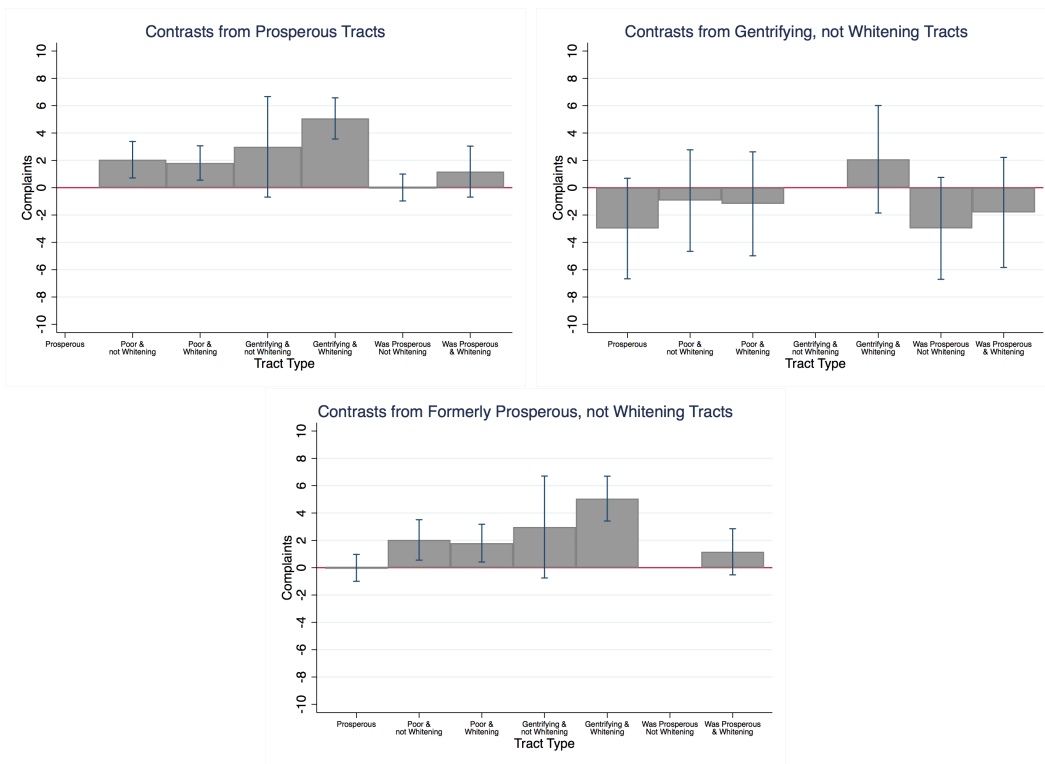 Contrasts from Prosperous Tracts
10
8
6
4
2
0
-2
-4
-6
-8
-10
Complaints
Prosperous
Poor &
not Whitening
Poor &
Whitening
Gentrifying &
not Whitening
Gentrifying &
Whitening
Was Prosperous
Not Whitening
Was Prosperous
& Whitening
Tract Type
Contrasts from Gentrifying, not Whitening Tracts
10
8
6
4
2
0
-2
-4
-6
-8
-10
Complaints
Prosperous
Poor &
not Whitening
Poor &
Whitening
Gentrifying &
not Whitening
Gentrifying &
Whitening
Was Prosperous
Not Whitening
Was Prosperous
& Whitening
Tract Type
Contrasts from Formerly Prosperous, not Whitening Tracts
10
8
6
4
2
0
-2
-4
-6
-8
-10
Complaints
Prosperous
Poor &
not Whitening
Poor &
Whitening
Gentrifying &
not Whitening
Gentrifying &
Whitening
Was Prosperous
Not Whitening
Was Prosperous
& Whitening
Tract Type